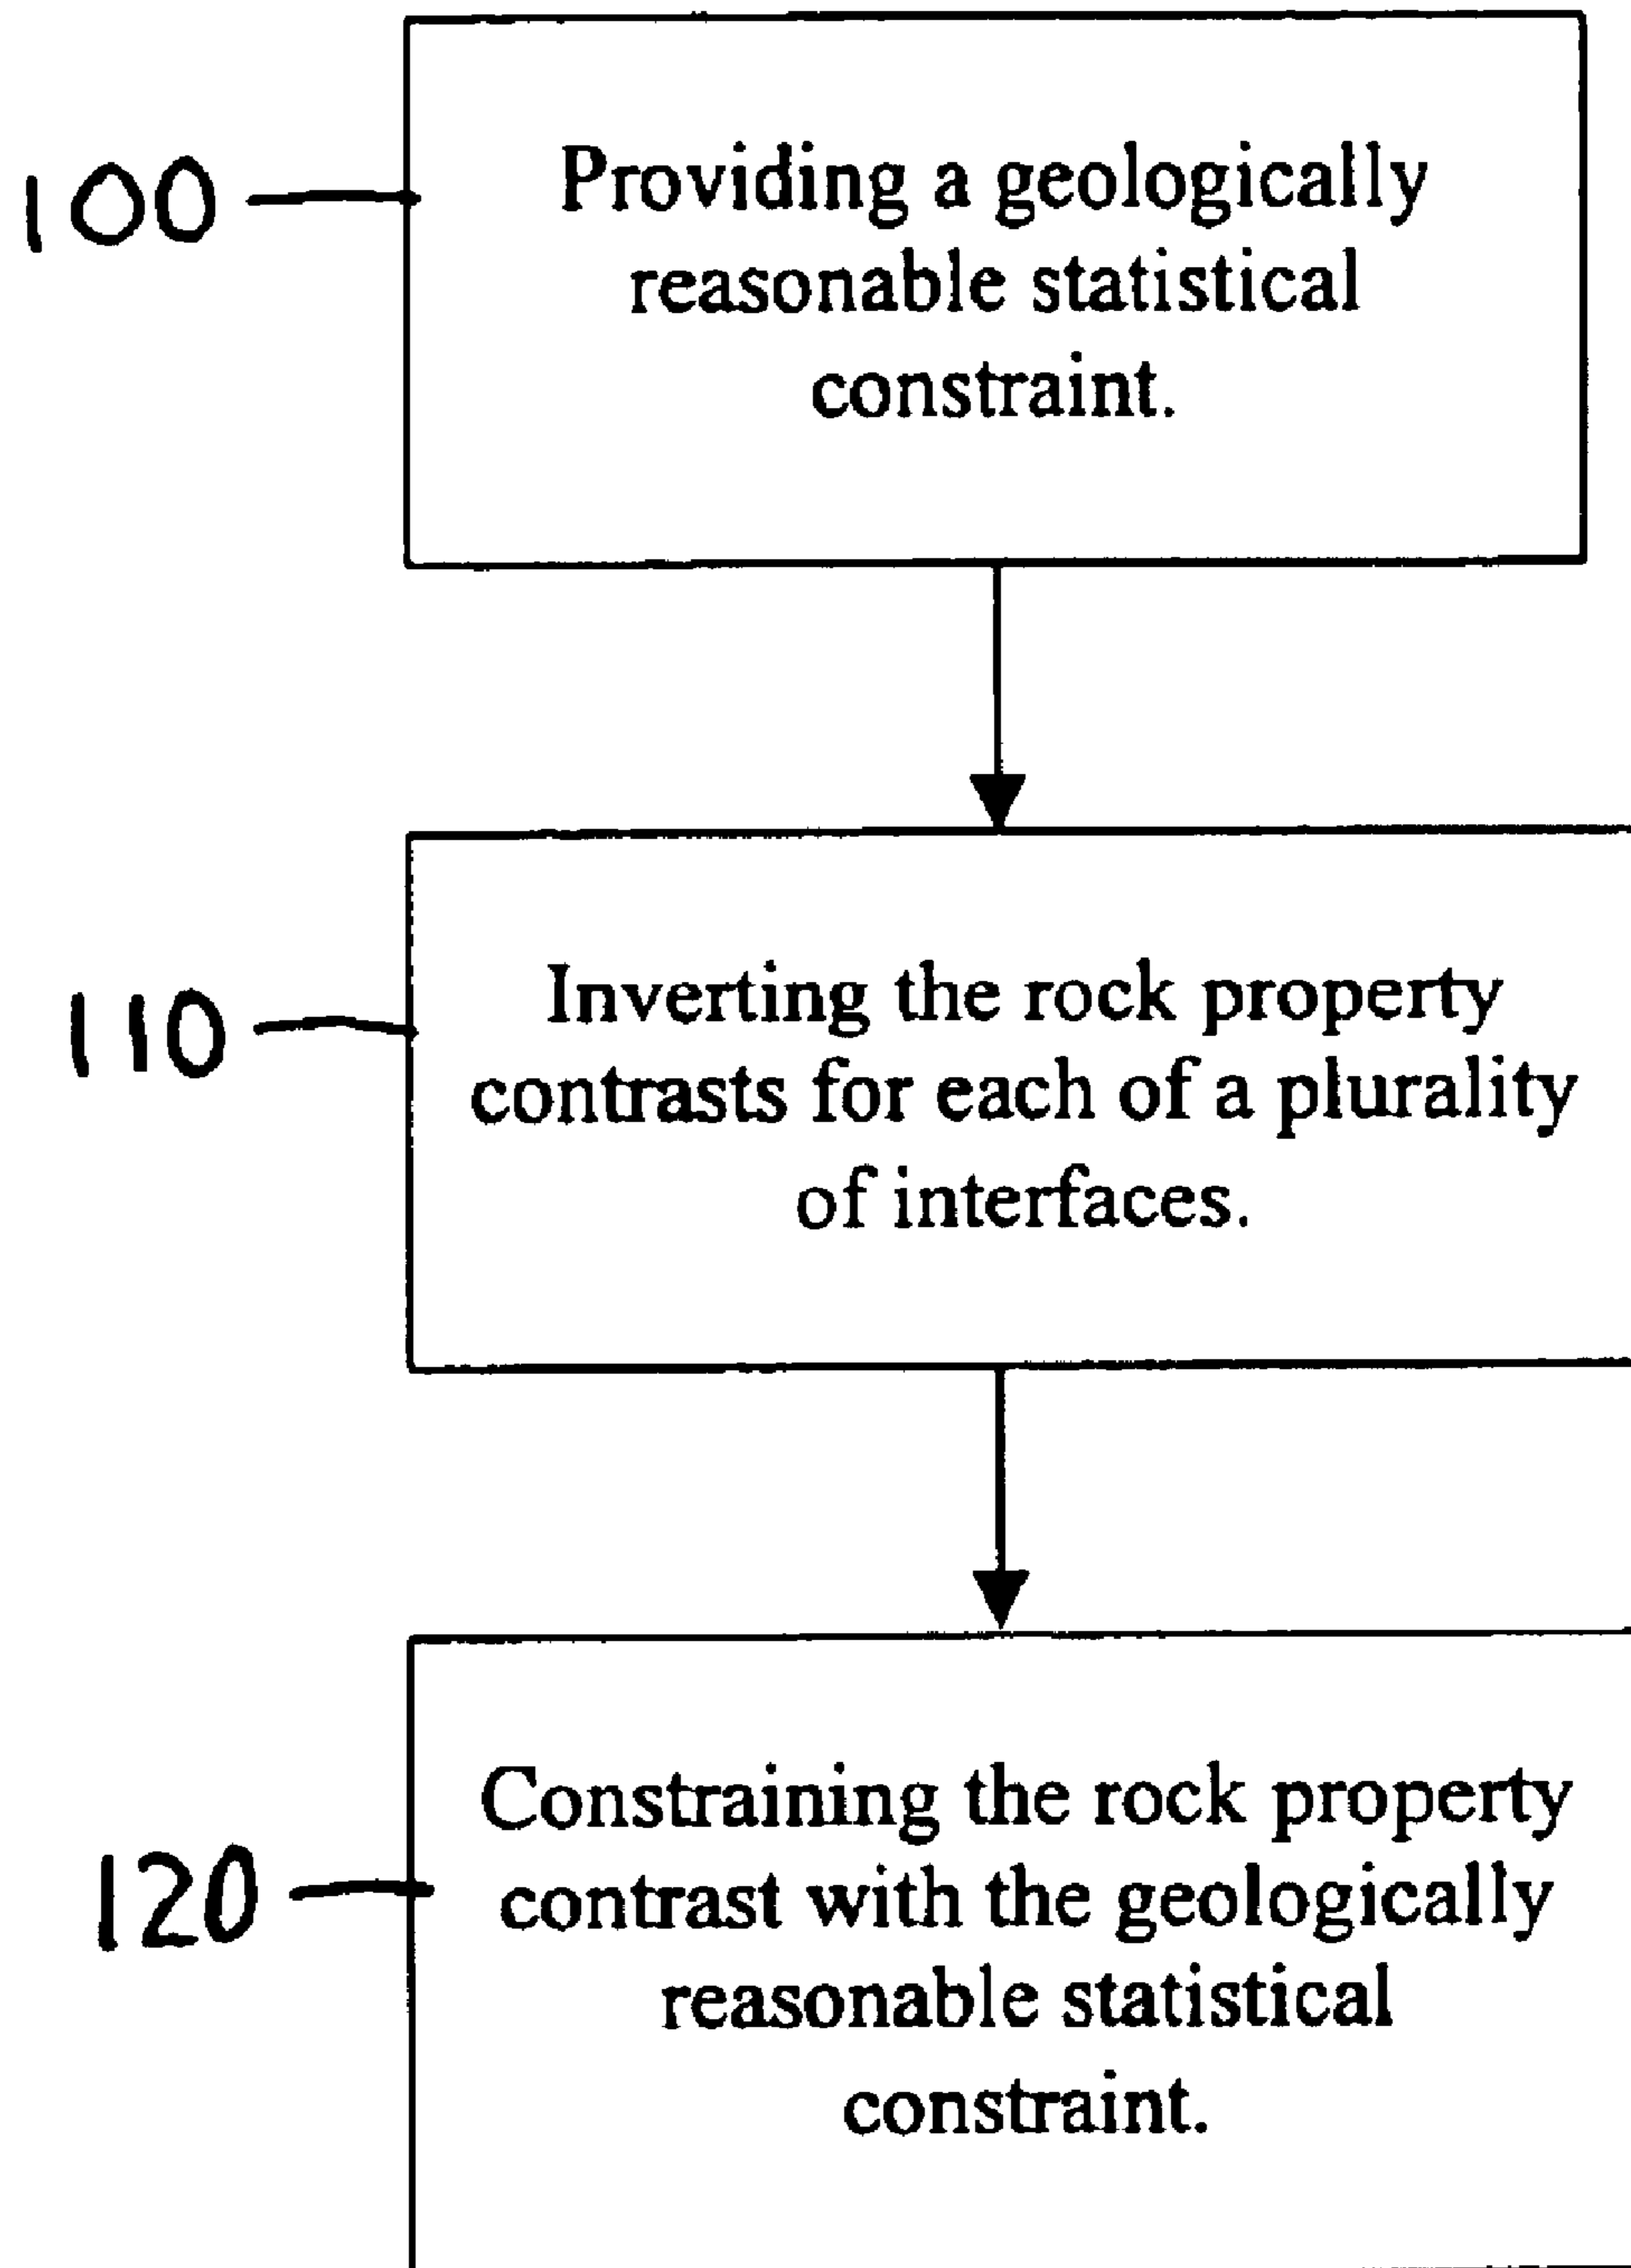 100
Providing a geologically
reasonable statistical
constraint.
110
Inverting the rock property
contrasts for each of a plurality
of interfaces.
120
Constraining the rock property
contrast with the geologically
reasonable statistical
constraint.